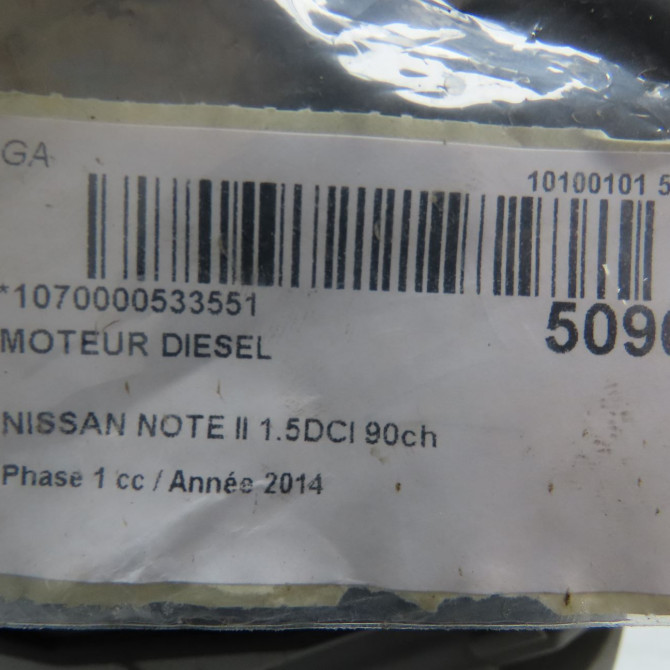 GA
10100101 5
*1070000533551
509
MOTEUR DIESEL
NISSAN NOTE II 1.5DCI 90ch
Phase 1 cc / Année 2014